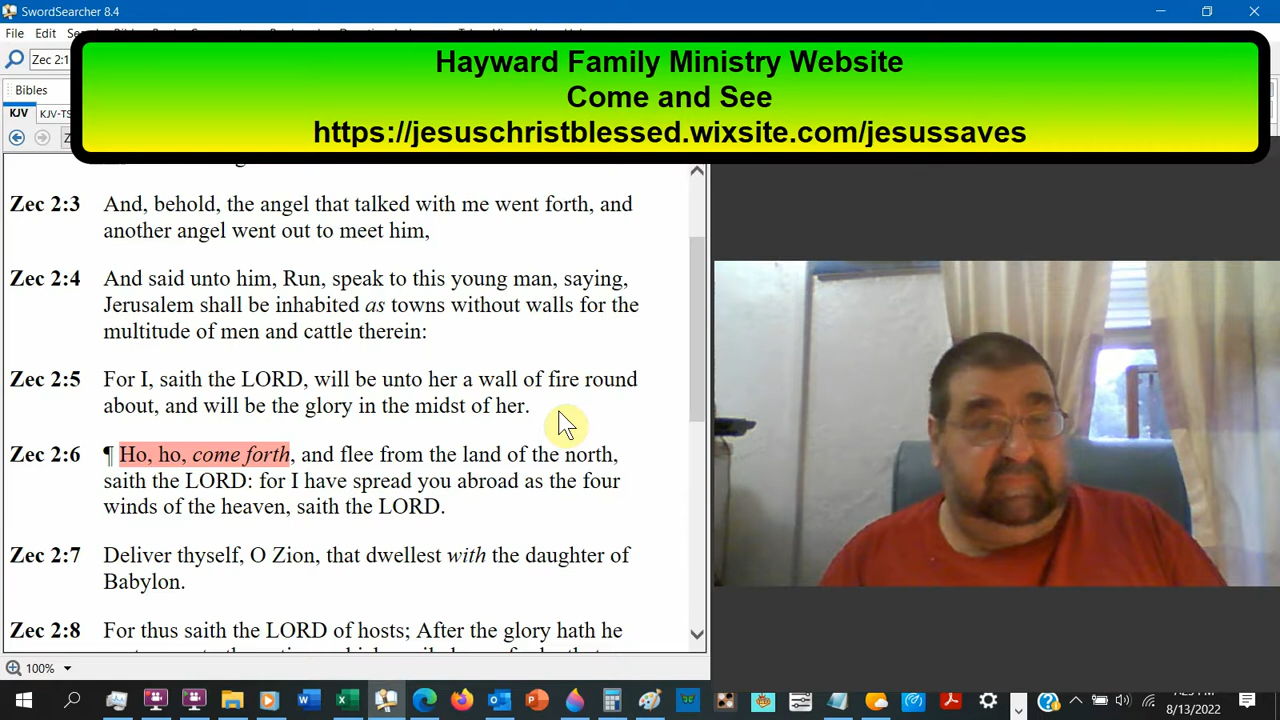 SwordSearcher 8.4
File Edit
Hayward Family Ministry Website
Come and See
https://jesuschristblessed.wixsite.com/jesussaves
Zec 2:1
Bibles
KJV KJV-TS
Zec 2:3 And, behold, the angel that talked with me went forth, and
another angel went out to meet him,
Zec 2:4 And said unto him, Run, speak to this young man, saying,
Jerusalem shall be inhabited as towns without walls for the
multitude of men and cattle therein:
Zec 2:5 For I, saith the LORD, will be unto her a wall of fire round
about, and will be the glory in the midst of her.
Zec 2:6 ¶ Ho, ho, come forth, and flee from the land of the north,
saith the LORD: for I have spread you abroad as the four
winds of the heaven, saith the LORD.
Zec 2:7 Deliver thyself, O Zion, that dwellest with the daughter of
Babylon.
Zec 2:8 For thus saith the LORD of hosts; After the glory hath he
100%
8/13/2022